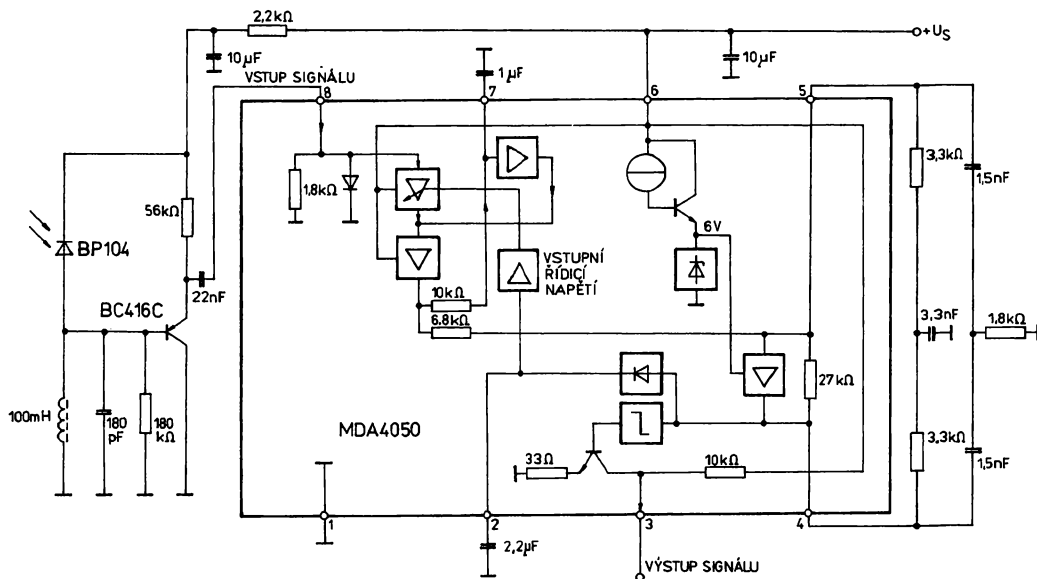 2,2kΩ
+U_S
10µF
1µF
10µF
VSTUP SIGNÁLU
8
7
6
5
1,8kΩ
56kΩ
BP104
22nF
BC416C
100mH
180 pF
180 kΩ
6V
VSTUPNÍ
ŘÍDICÍ
NAPĚTÍ
10kΩ
6.8kΩ
27kΩ
3,3kΩ
1,5nF
3,3nF
1,8kΩ
3,3kΩ
1,5nF
MDA4050
33Ω
10kΩ
1
2
3
4
2,2µF
VÝSTUP SIGNÁLU